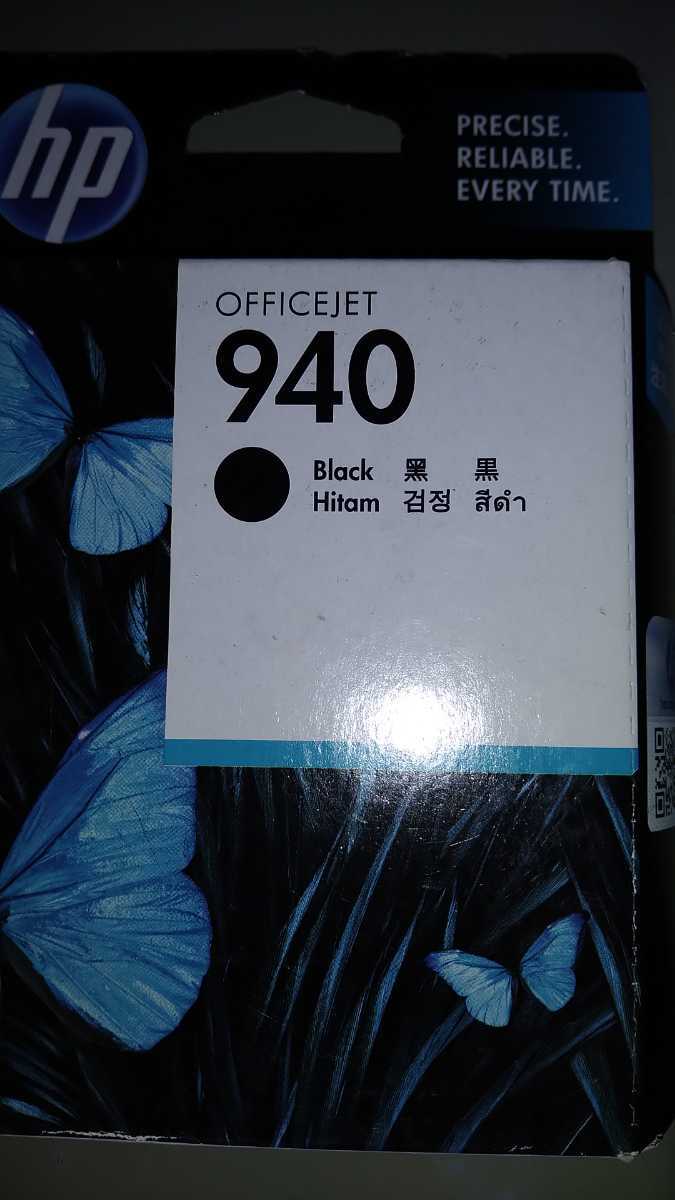 hp
PRECISE.
RELIABLE.
EVERY TIME.
OFFICEJET
940
Black 黑 黒
Hitam 검정 สีดำ